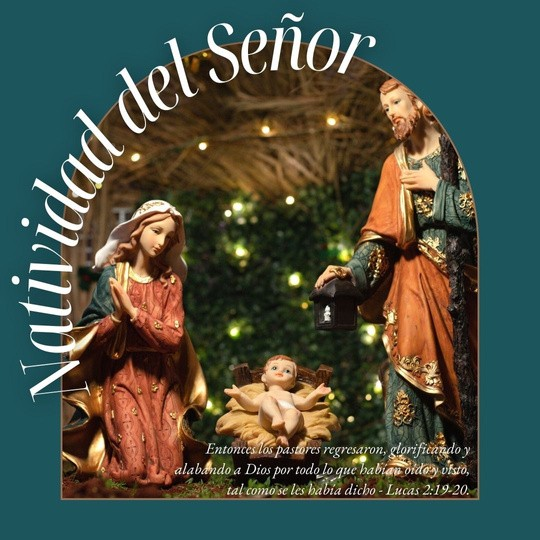 Natividad del Señor
Entonces los pastores regresaron, glorificando y
alabando a Dios por todo lo que habían oído y visto,
tal como se les había dicho - Lucas 2:19-20.